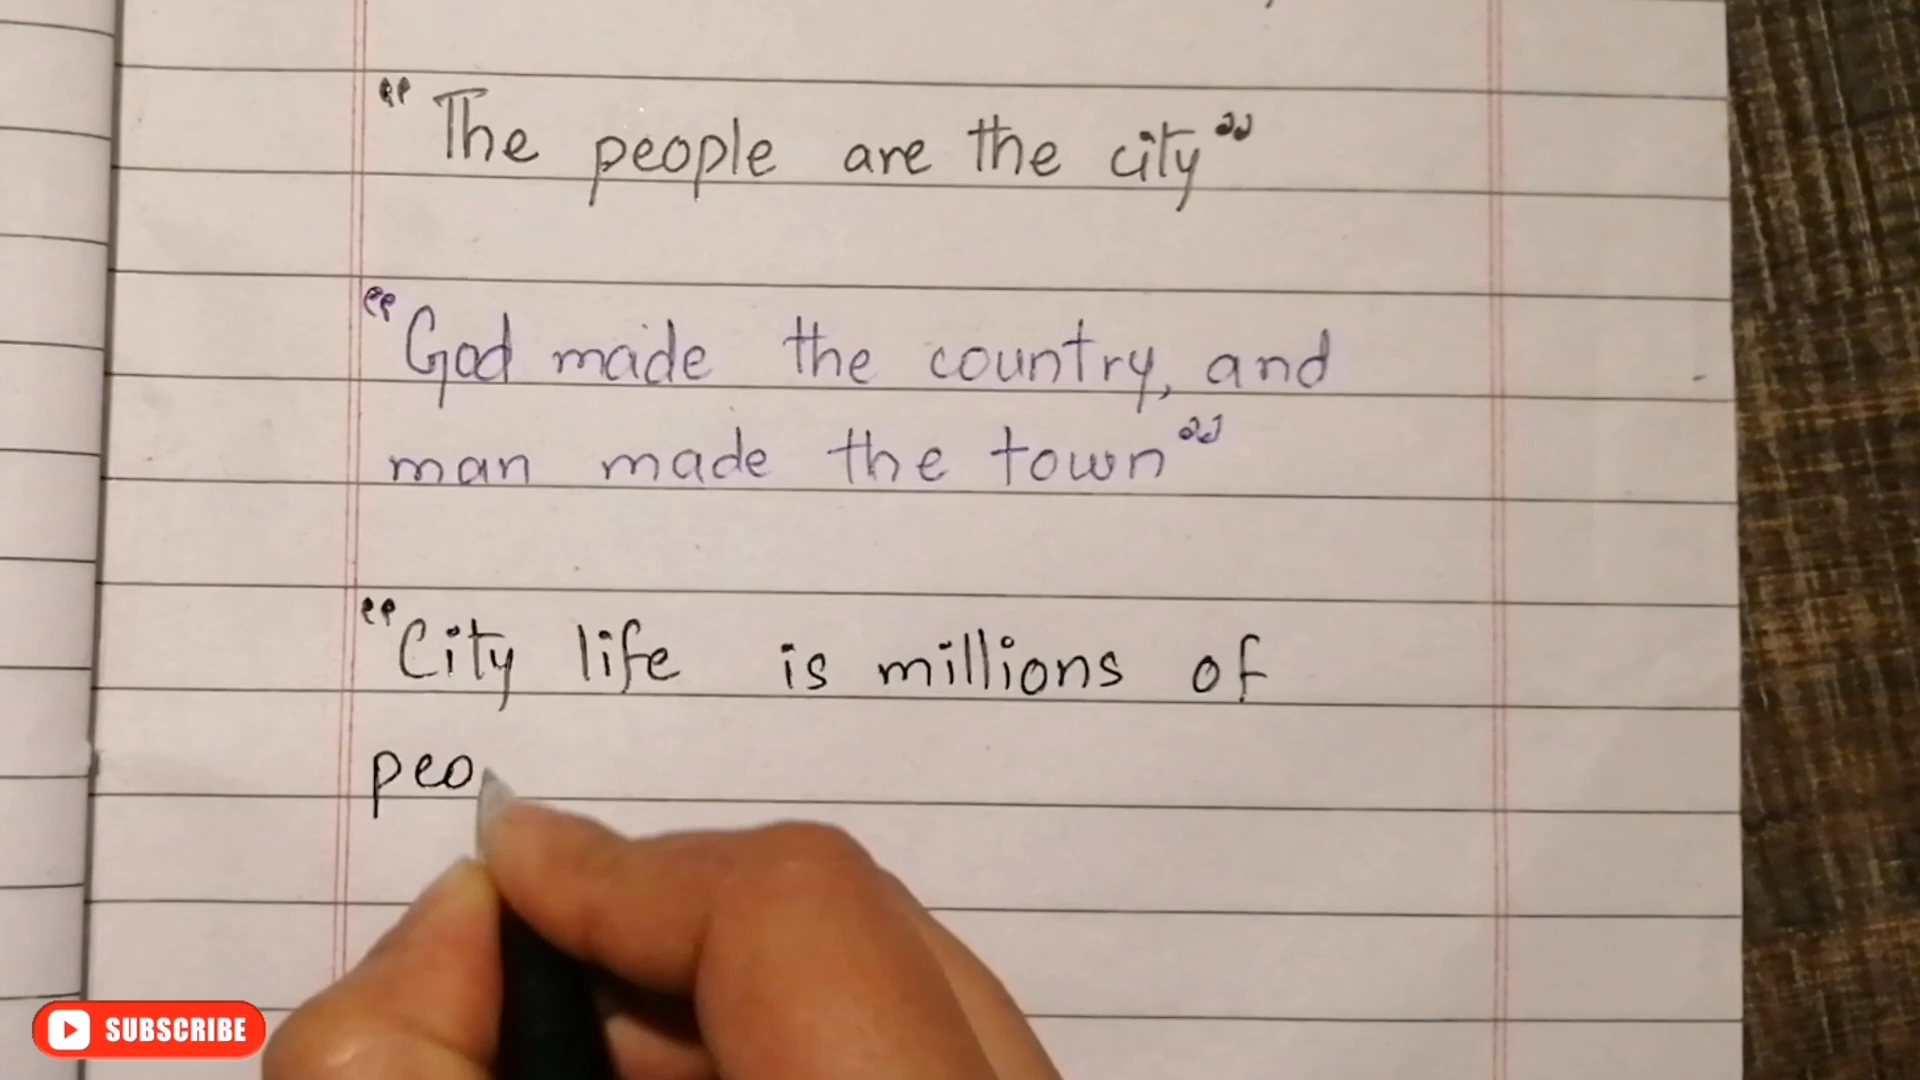 "The people are the city"
"God made the country, and
man made the town"
"City life is millions of
peo
SUBSCRIBE